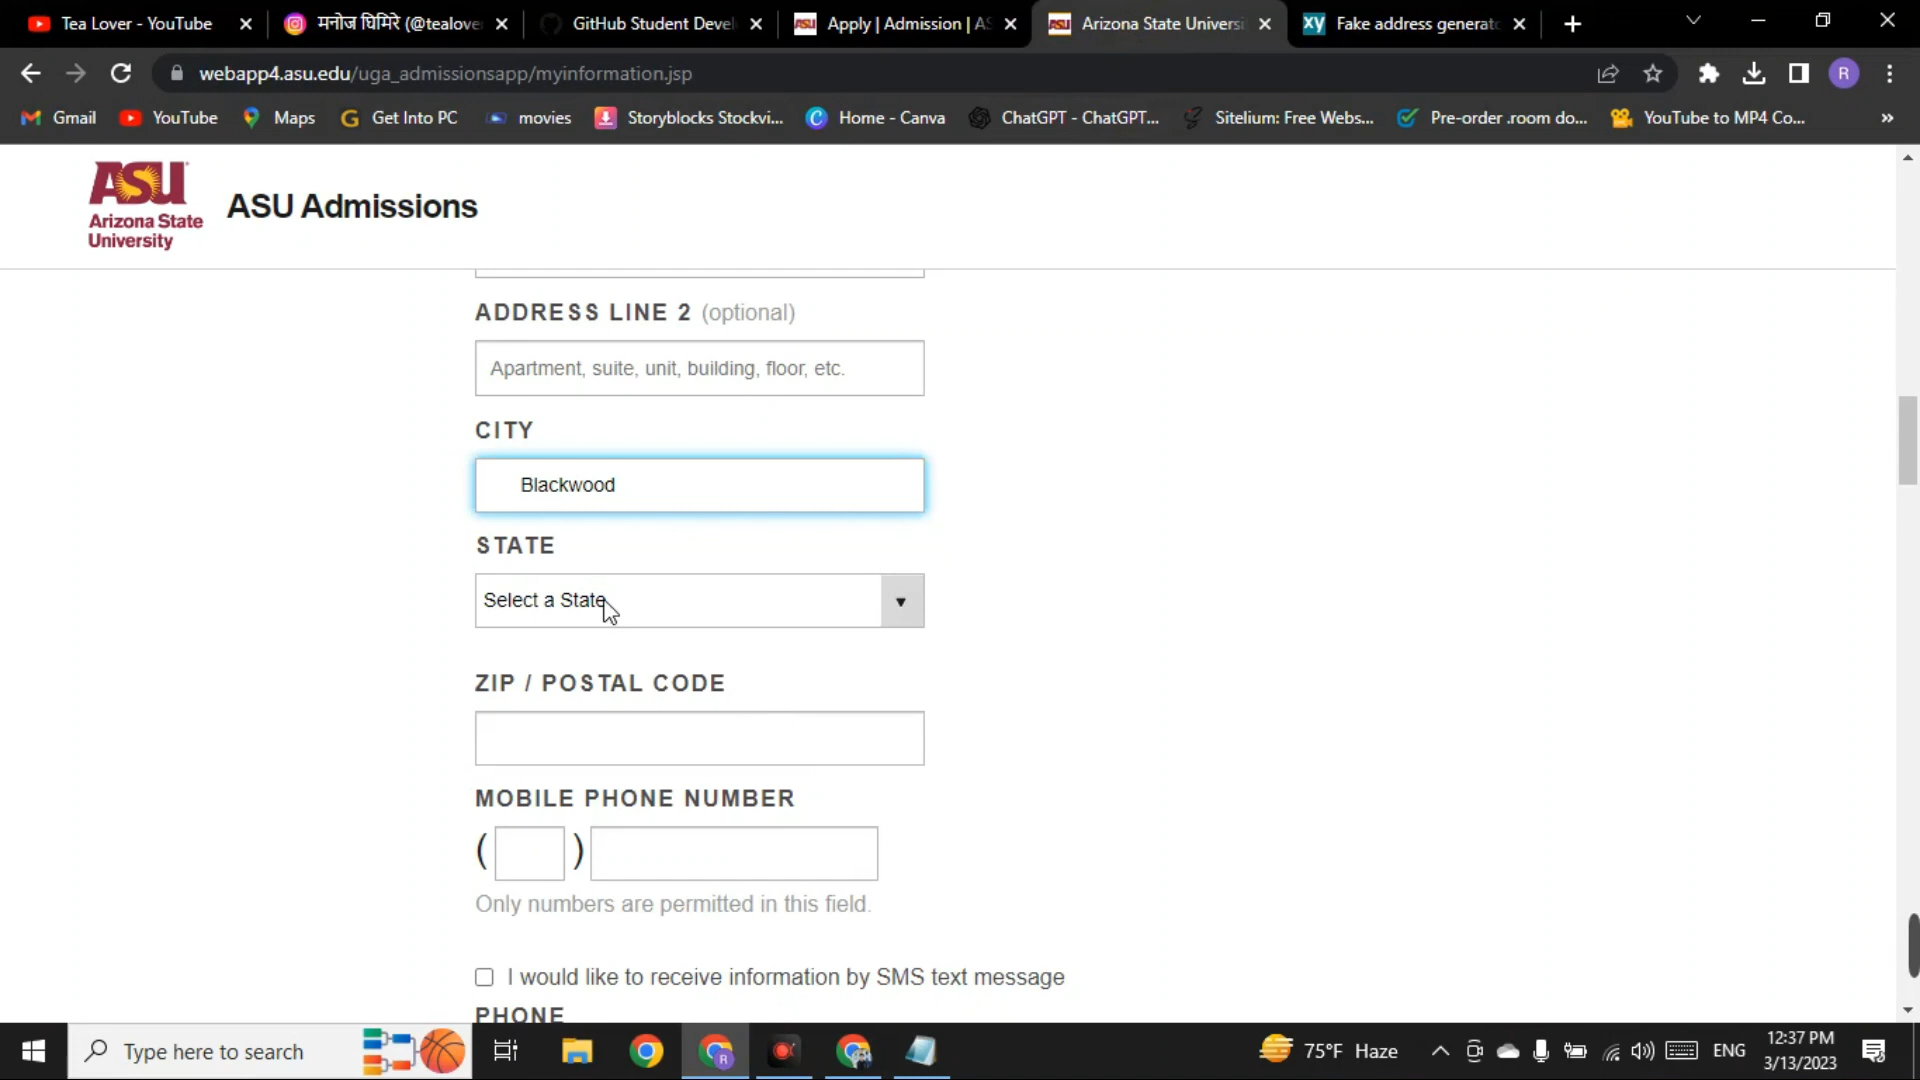 Tea Lover - YouTube
मनोज घिमिरे (@tealove
GitHub Student Devel
Apply | Admission | AS
Arizona State Universi
Fake address generato
webapp4.asu.edu/uga_admissionsapp/myinformation.jsp
R
Gmail
YouTube
Maps
Get Into PC
movies
Storyblocks Stockvi...
Home - Canva
ChatGPT - ChatGPT...
Sitelium: Free Webs...
Pre-order .room do...
YouTube to MP4 Co...
»
ASU
Arizona State
University
ASU Admissions
ADDRESS LINE 2 (optional)
Apartment, suite, unit, building, floor, etc.
CITY
Blackwood
STATE
Select a State
ZIP / POSTAL CODE
MOBILE PHONE NUMBER
( )
Only numbers are permitted in this field.
I would like to receive information by SMS text message
PHONE
Type here to search
75°F Haze
ENG
12:37 PM
3/13/2023